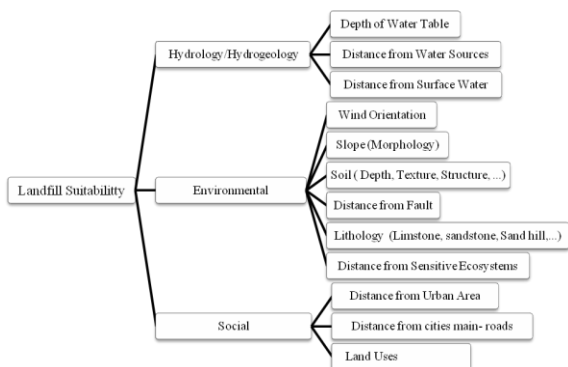 Depth of Water Table
Hydrology/Hydrogeology
Distance from Water Sources
Distance from Surface Water
Wind Orientation
Slope (Morphology)
Soil ( Depth, Texture, Structure, ...)
Landfill Suitabilitty
Environmental
Distance from Fault
Lithology (Limstone, sandstone, Sand hill,...)
Distance from Sensitive Ecosystems
Distance from Urban Area
Social
Distance from cities main- roads
Land Uses